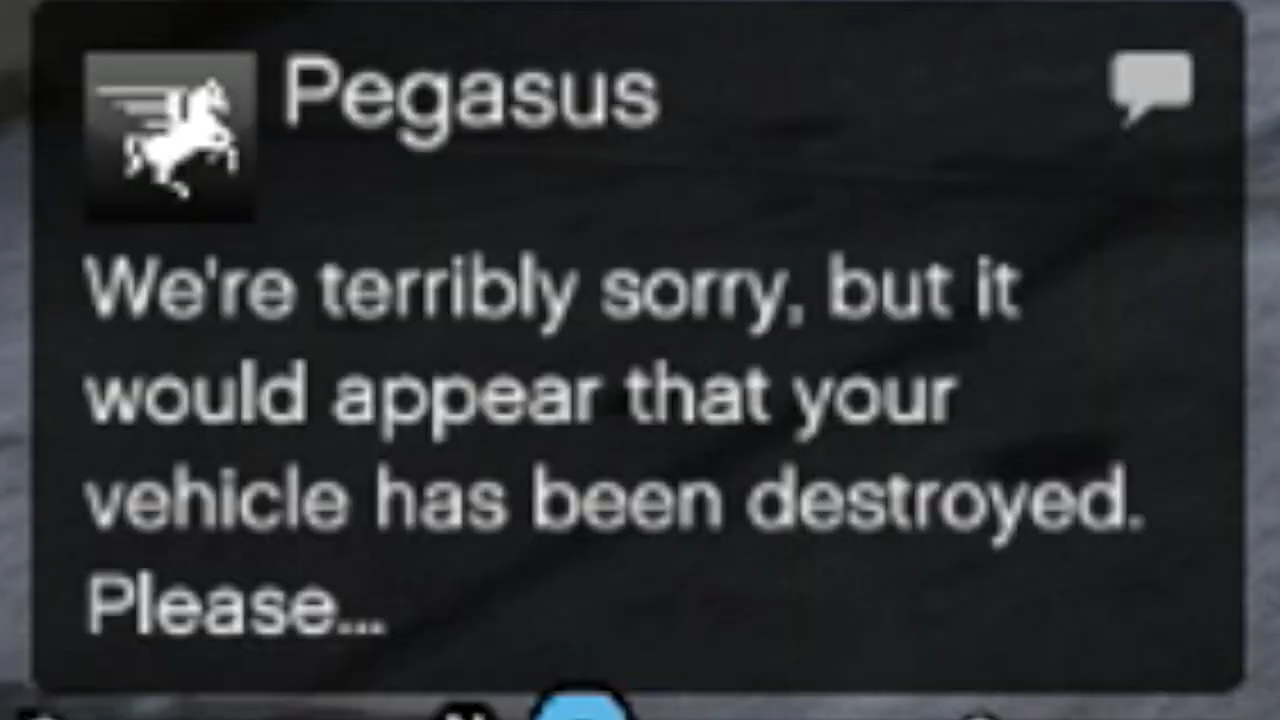 Pegasus
We're terribly sorry, but it
would appear that your
vehicle has been destroyed.
Please...
N